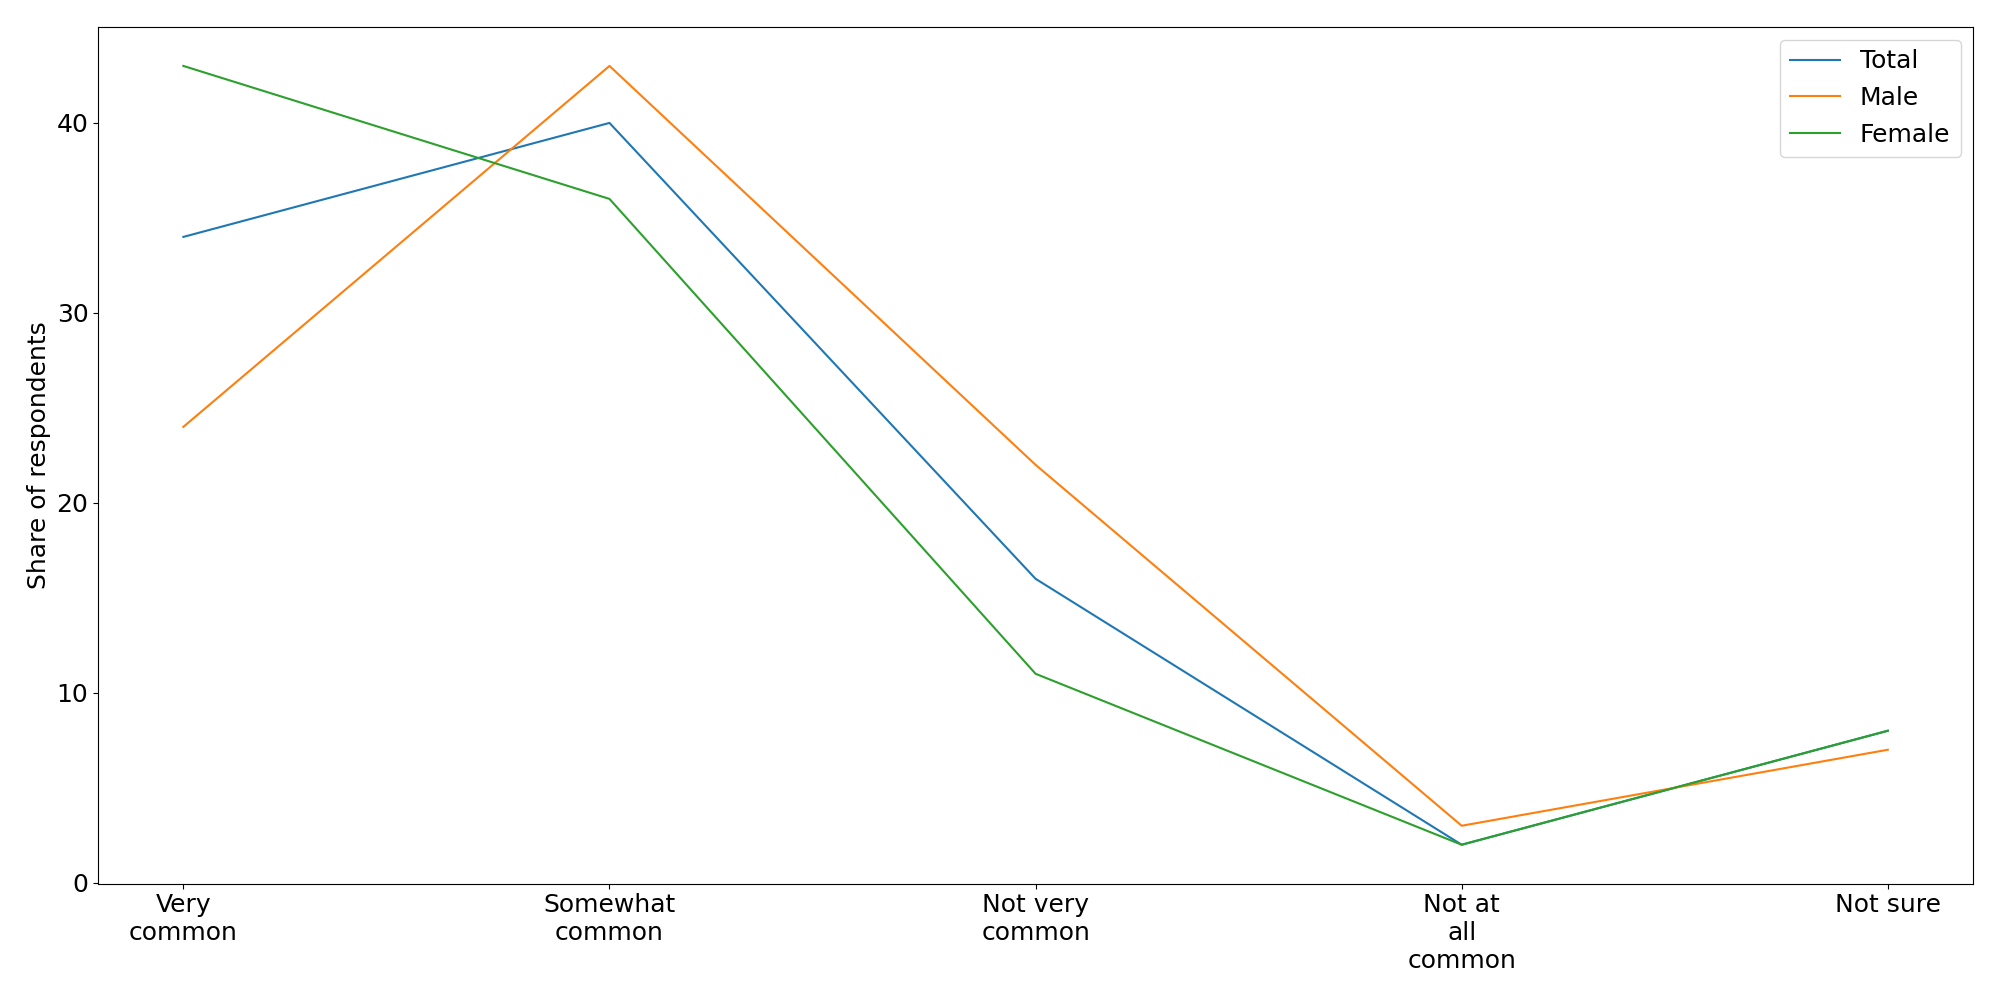 Total
Male
Female
Share of respondents
40
30
20
10
0
Very
common
Somewhat
common
Not very
common
Not at
all
common
Not sure